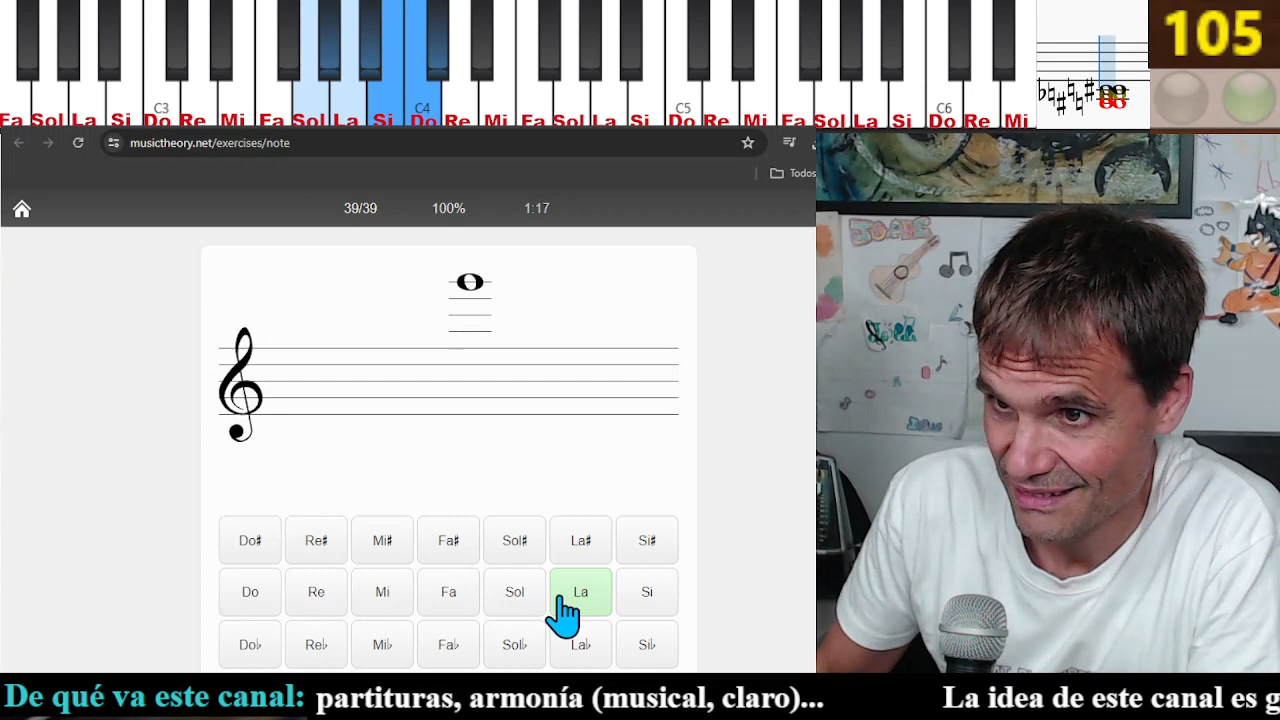 105
C3 C4 C5 C6
Fa Sol La Si Do Re Mi Fa Sol La Si Do Re Mi Fa Sol La Si Do Re Mi Fa Sol La Si Do Re Mi
musictheory.net/exercises/note
Todos
39/39 100% 1:17
Do♯ Re♯ Mi♯ Fa♯ Sol♯ La♯ Si♯
Do Re Mi Fa Sol La Si
Do♭ Re♭ Mi♭ Fa♭ Sol♭ La♭ Si♭
De qué va este canal: partituras, armonía (musical, claro)... La idea de este canal es g